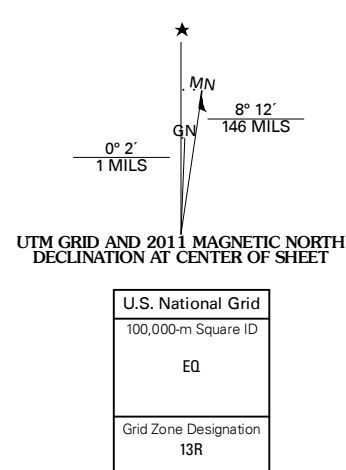 ★
MN
8° 12´
146 MILS
GN
0° 2´
1 MILS
UTM GRID AND 2011 MAGNETIC NORTH
DECLINATION AT CENTER OF SHEET
U.S. National Grid
100,000-m Square ID
EQ
Grid Zone Designation
13R